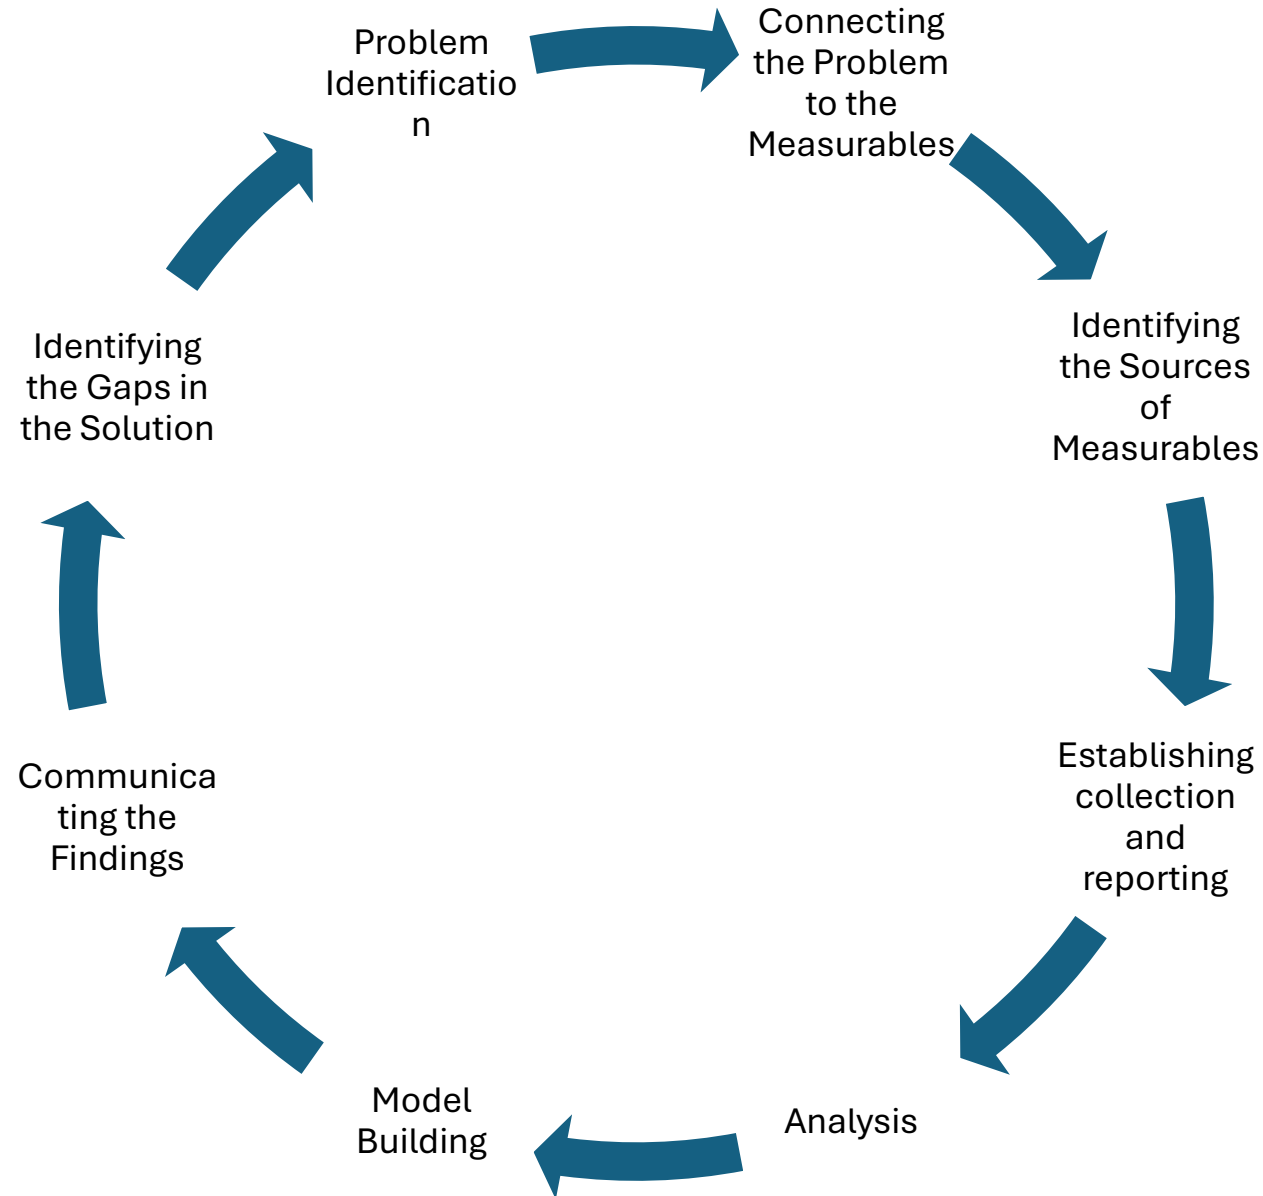 Problem
Identificatio
n
Connecting
the Problem
to the
Measurables
Identifying
the Sources
of
Measurables
Establishing
collection
and
reporting
Analysis
Model
Building
Communica
ting the
Findings
Identifying
the Gaps in
the Solution